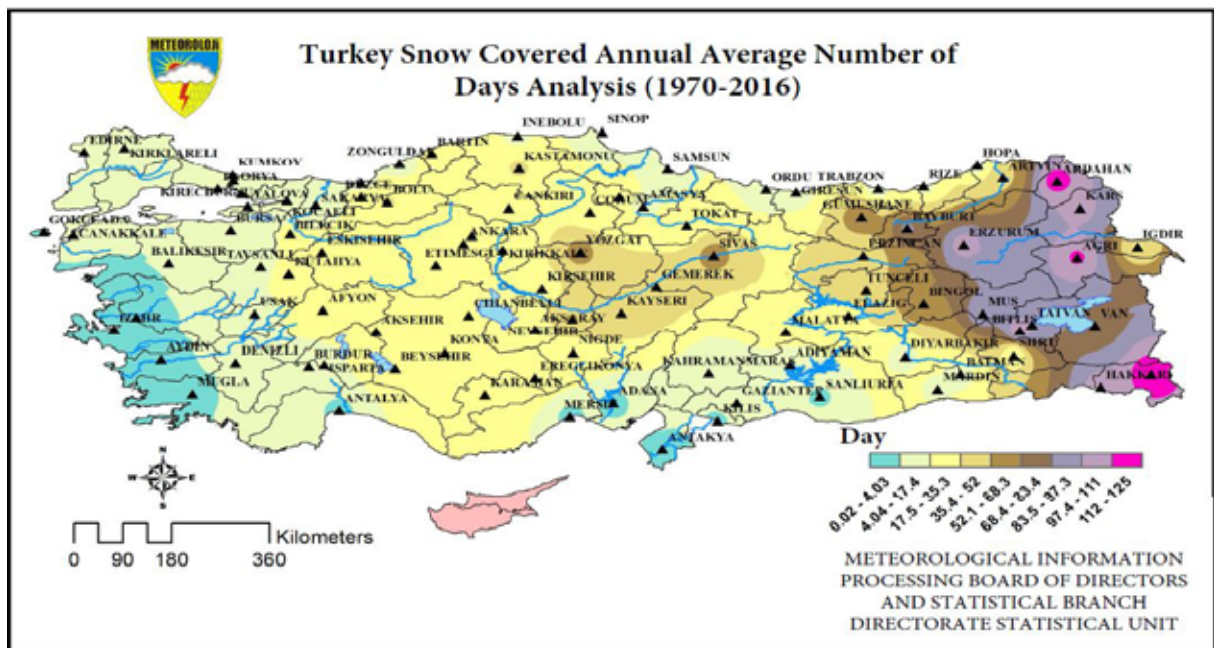 METEOROLOJI
Turkey Snow Covered Annual Average Number of
Days Analysis (1970-2016)
INEBOLU
SINOP
EDIRNE
KIRKLARELI
BARTIN
ZONGULDAK
KASTAMONU
SAMSUN
HOPA
ARTVIN
ARDAHAN
KUMKOY
ORDU
TRABZON
RIZE
GIRESUN
BOLU
CANKIRI
CORUM
AMASYA
TOKAT
GUMUSHANE
BAYBURT
KARS
YALOVA
SAKARYA
KOCAELI
BURSA
BILECIK
GOKCEADA
CANAKKALE
ESKISEHIR
ANKARA
ETIMESGUT
KIRIKKALE
YOZGAT
SIVAS
ERZINCAN
ERZURUM
AGRI
IGDIR
BALIKESIR
TAVSANLI
KUTAHYA
KIRSEHIR
GEMEREK
TUNCELI
BINGOL
ELAZIG
MUS
USAK
AFYON
CIHANBEYLI
KAYSERI
BITLIS
TATVAN
VAN
IZMIR
AKSEHIR
AKSARAY
NEVSEHIR
MALATYA
KONYA
NIGDE
DIYARBAKIR
SIIRT
AYDIN
DENIZLI
BURDUR
ISPARTA
BEYSEHIR
EREGLIKONYA
KAHRAMANMARAS
ADIYAMAN
BATMAN
MARDIN
HAKKARI
MUGLA
KARAMAN
GAZIANTEP
SANLIURFA
ANTALYA
MERSIN
ADANA
KILIS
ANTAKYA
Day
0.02 - 4.03
4.04 - 17.4
17.5 - 35.3
35.4 - 52
52.1 - 68.3
68.4 - 83.4
83.5 - 97.3
97.4 - 111
112 - 125
N
W
E
S
Kilometers
0 90 180 360
METEOROLOGICAL INFORMATION
PROCESSING BOARD OF DIRECTORS
AND STATISTICAL BRANCH
DIRECTORATE STATISTICAL UNIT